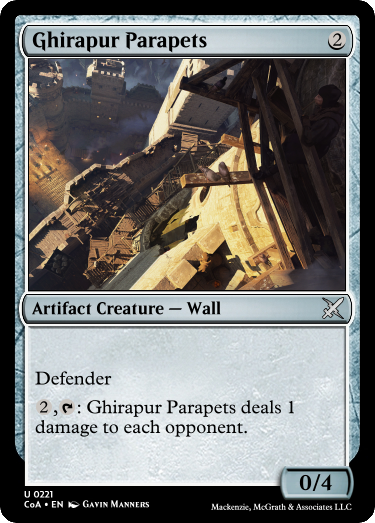 Ghirapur Parapets 2
Artifact Creature — Wall
Defender
2, T: Ghirapur Parapets deals 1
damage to each opponent.
0/4
U 0221
CoA • EN Gavin Manners
Mackenzie, McGrath & Associates LLC